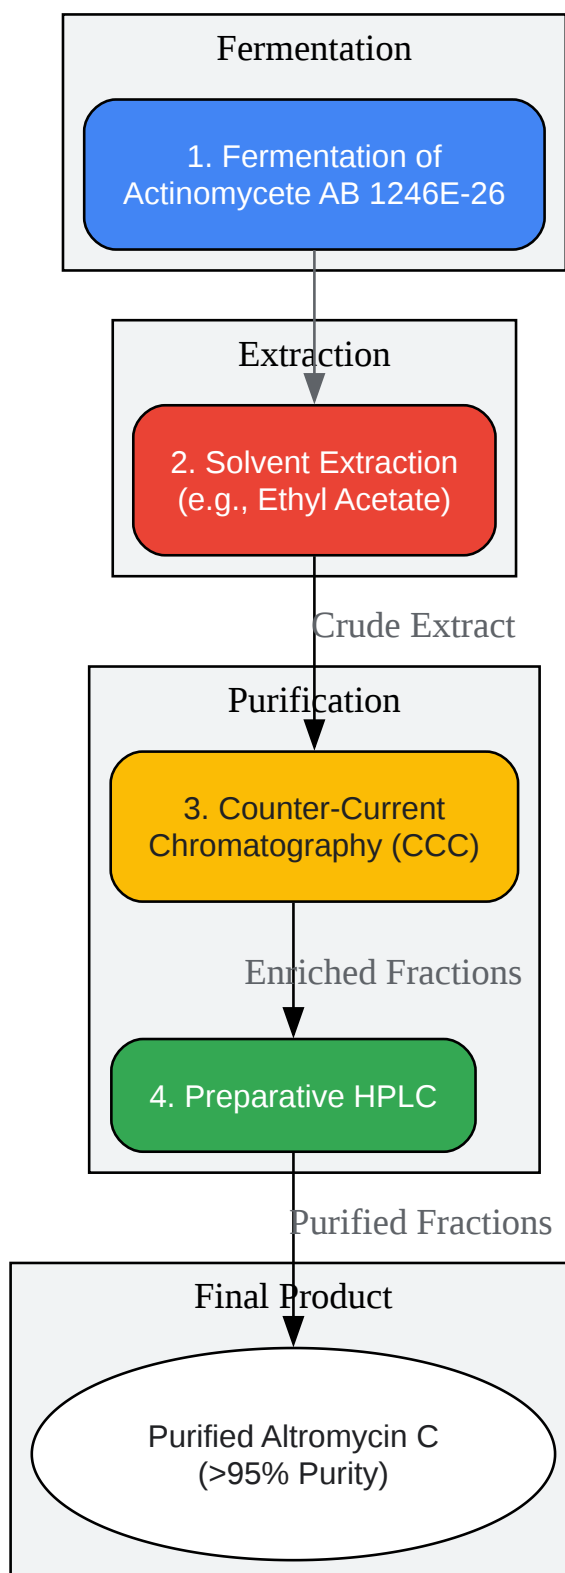 Fermentation
1. Fermentation of
Actinomycete AB 1246E-26
Extraction
2. Solvent Extraction
(e.g., Ethyl Acetate)
Crude Extract
Purification
3. Counter-Current
Chromatography (CCC)
Enriched Fractions
4. Preparative HPLC
Purified Fractions
Final Product
Purified Altromycin C
(>95% Purity)